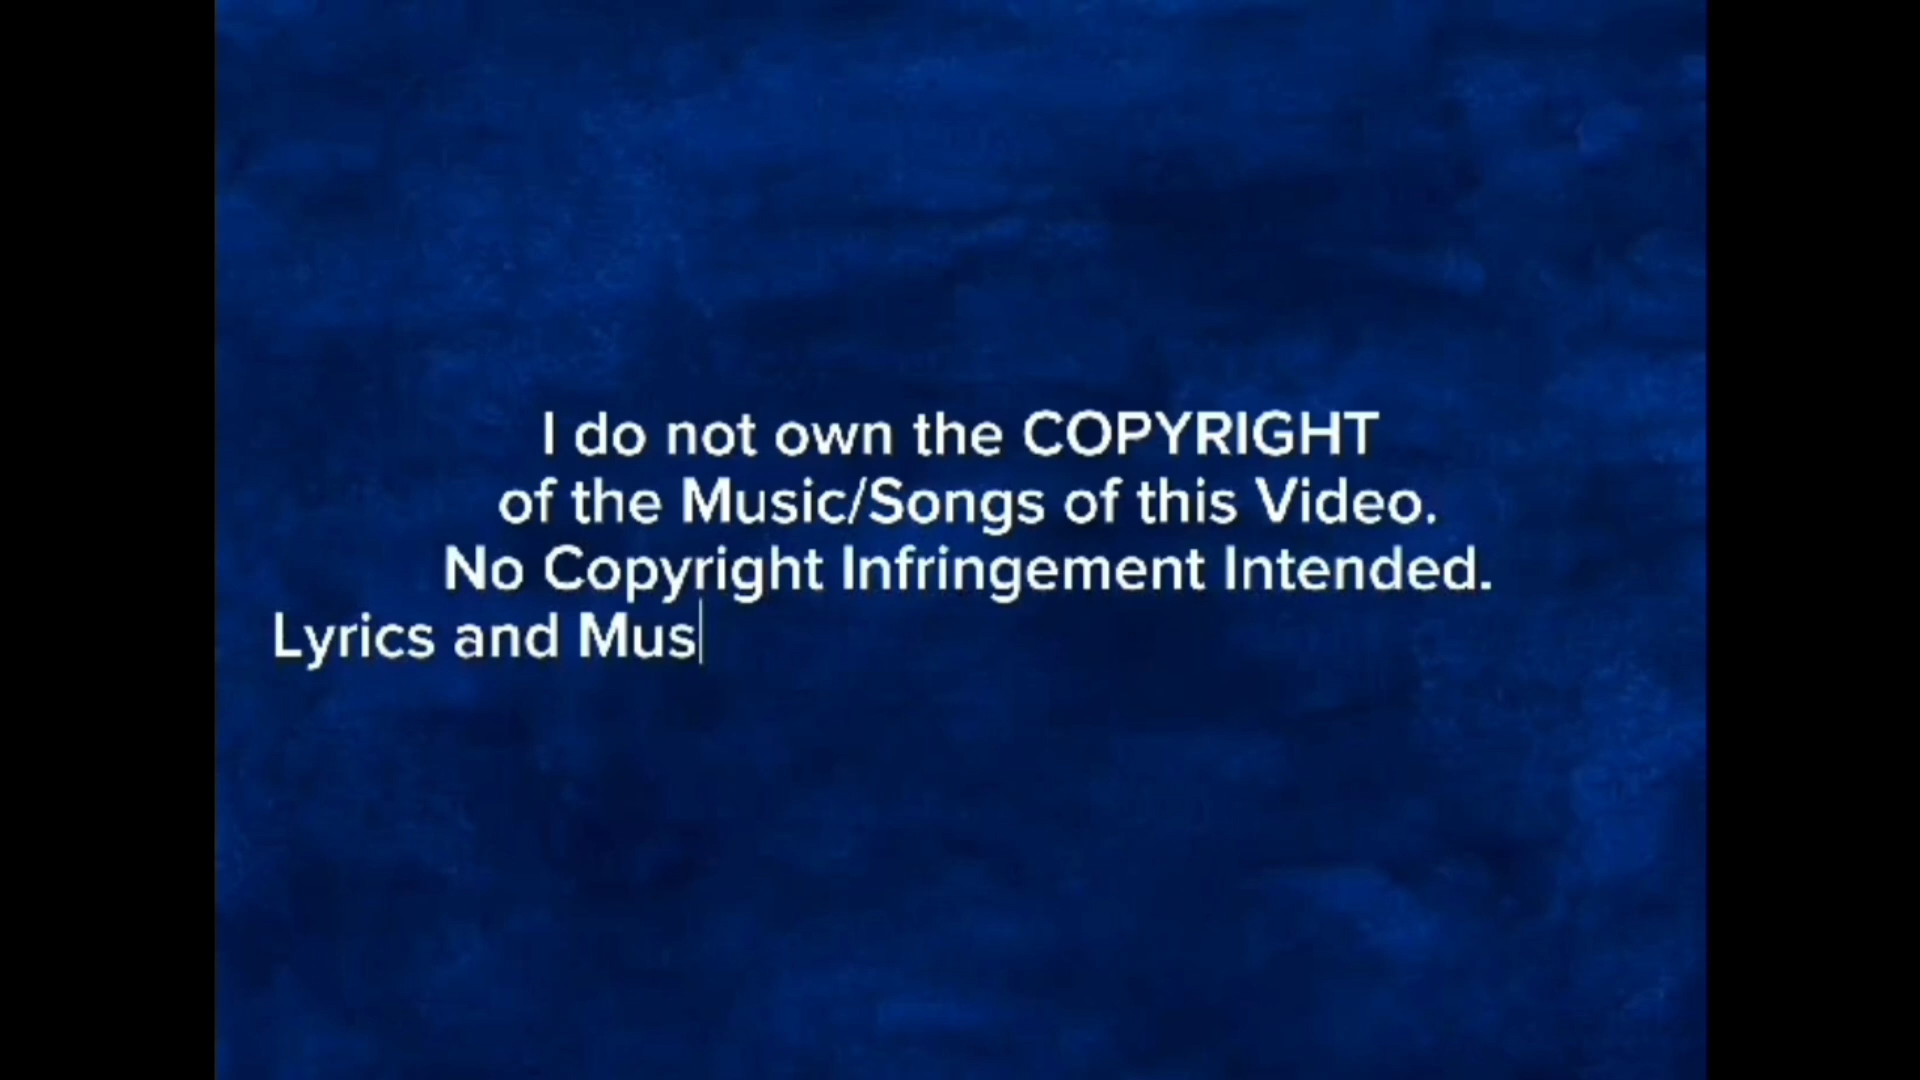 I do not own the COPYRIGHT
of the Music/Songs of this Video.
No Copyright Infringement Intended.
Lyrics and Mus